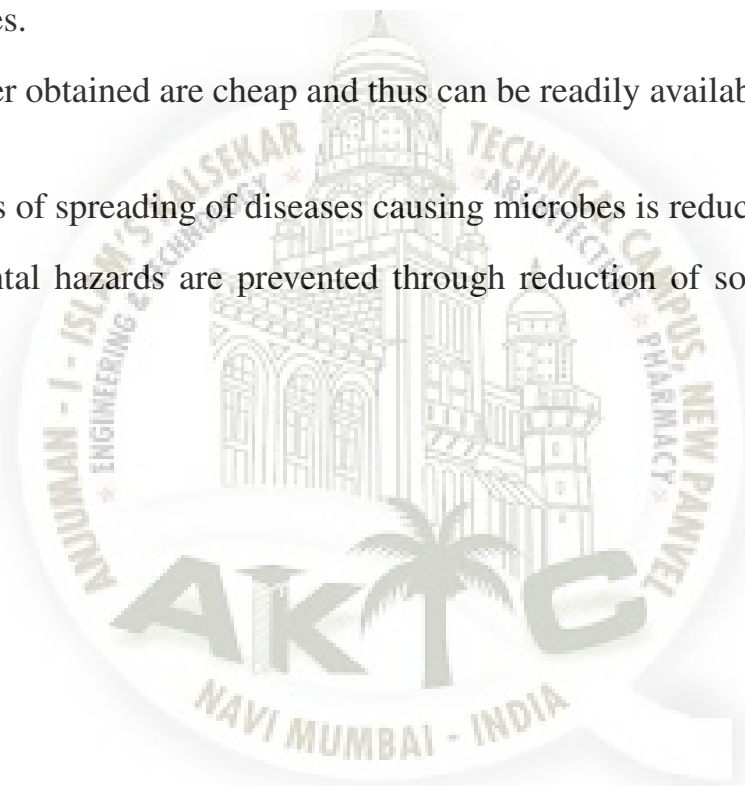 es.
er obtained are cheap and thus can be readily availab
s of spreading of diseases causing microbes is reduc
ntal hazards are prevented through reduction of so
ANJUMAN - I - ISLAM'S KALSEKAR TECHNICAL CAMPUS, NEW PANVEL
ENGINEERING & TECHNOLOGY * ARCHITECTURE * PHARMACY *
AKTC
NAVI MUMBAI - INDIA